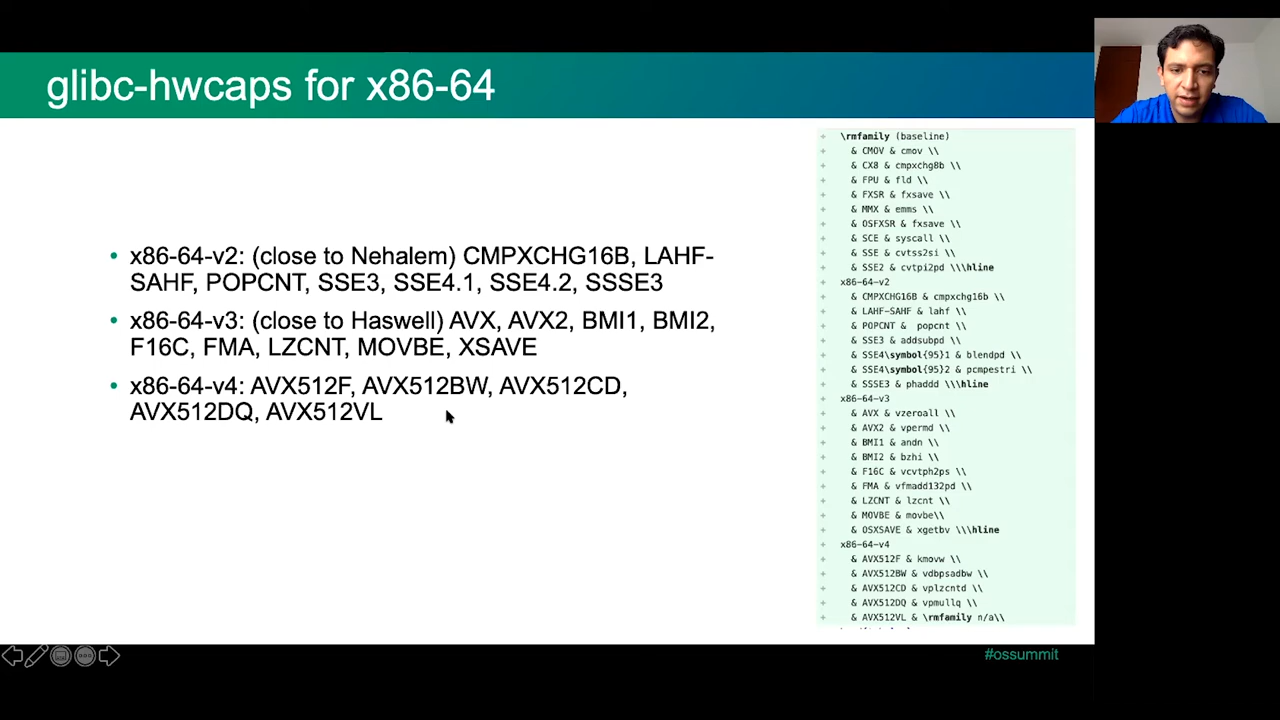 glibc-hwcaps for x86-64
• x86-64-v2: (close to Nehalem) CMPXCHG16B, LAHF-
SAHF, POPCNT, SSE3, SSE4.1, SSE4.2, SSSE3
• x86-64-v3: (close to Haswell) AVX, AVX2, BMI1, BMI2,
F16C, FMA, LZCNT, MOVBE, XSAVE
• x86-64-v4: AVX512F, AVX512BW, AVX512CD,
AVX512DQ, AVX512VL
+ \rmfamily (baseline)
+ & CMOV & cmov \\
+ & CX8 & cmpxchg8b \\
+ & FPU & fld \\
+ & FXSR & fxsave \\
+ & MMX & emms \\
+ & OSFXSR & fxsave \\
+ & SCE & syscall \\
+ & SSE & cvtss2si \\
+ & SSE2 & cvtpi2pd \\\hline
+ x86-64-v2
+ & CMPXCHG16B & cmpxchg16b \\
+ & LAHF-SAHF & lahf \\
+ & POPCNT & popcnt \\
+ & SSE3 & addsubpd \\
+ & SSE4\symbol{95}1 & blendpd \\
+ & SSE4\symbol{95}2 & pcmpestri \\
+ & SSSE3 & phaddd \\\hline
+ x86-64-v3
+ & AVX & vzeroall \\
+ & AVX2 & vpermd \\
+ & BMI1 & andn \\
+ & BMI2 & bzhi \\
+ & F16C & vcvtph2ps \\
+ & FMA & vfmadd132pd \\
+ & LZCNT & lzcnt \\
+ & MOVBE & movbe\\
+ & OSXSAVE & xgetbv \\\hline
+ x86-64-v4
+ & AVX512F & kmovw \\
+ & AVX512BW & vdbpsadbw \\
+ & AVX512CD & vplzcntd \\
+ & AVX512DQ & vpmullq \\
+ & AVX512VL & \rmfamily n/a\\
#ossummit